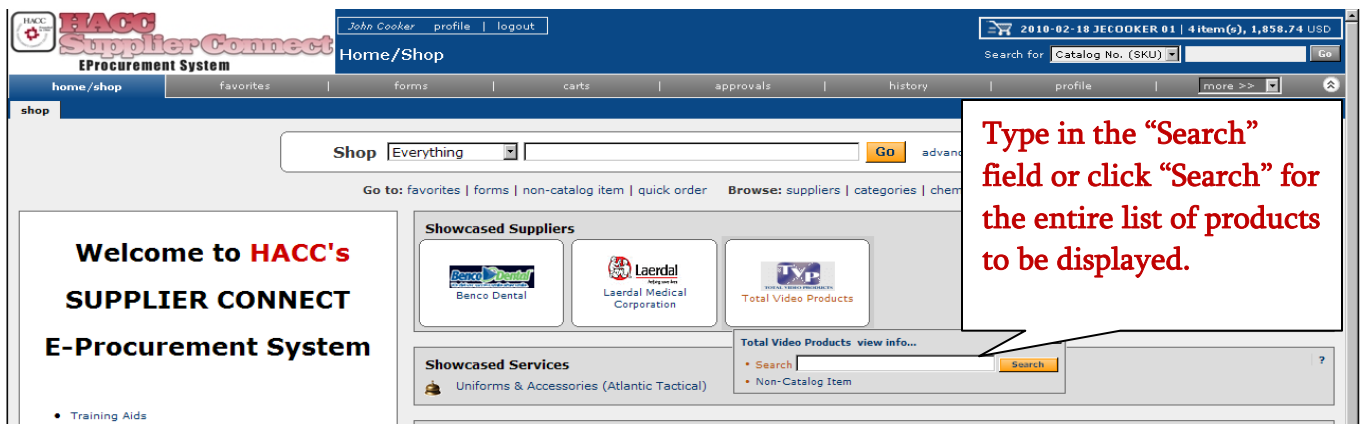 HACC
HACC
Supplier Connect
EProcurement System
John Cooker profile | logout
Home/Shop
2010-02-18 JECOOKER 01 | 4 item(s), 1,858.74 USD
Search for Catalog No. (SKU) Go
home/shop favorites | forms | carts | approvals | history | profile | more >>
shop
Shop Everything Go advanc
Go to: favorites | forms | non-catalog item | quick order Browse: suppliers | categories | chem
Type in the “Search”
field or click “Search” for
the entire list of products
to be displayed.
Welcome to HACC's
SUPPLIER CONNECT
E-Procurement System
• Training Aids
Showcased Suppliers
Benco Dental
Benco Dental
Laerdal
Laerdal Medical
Corporation
TVP
TOTAL VIDEO PRODUCTS
Total Video Products
Total Video Products view info...
• Search Search
• Non-Catalog Item
Showcased Services
?
Uniforms & Accessories (Atlantic Tactical)